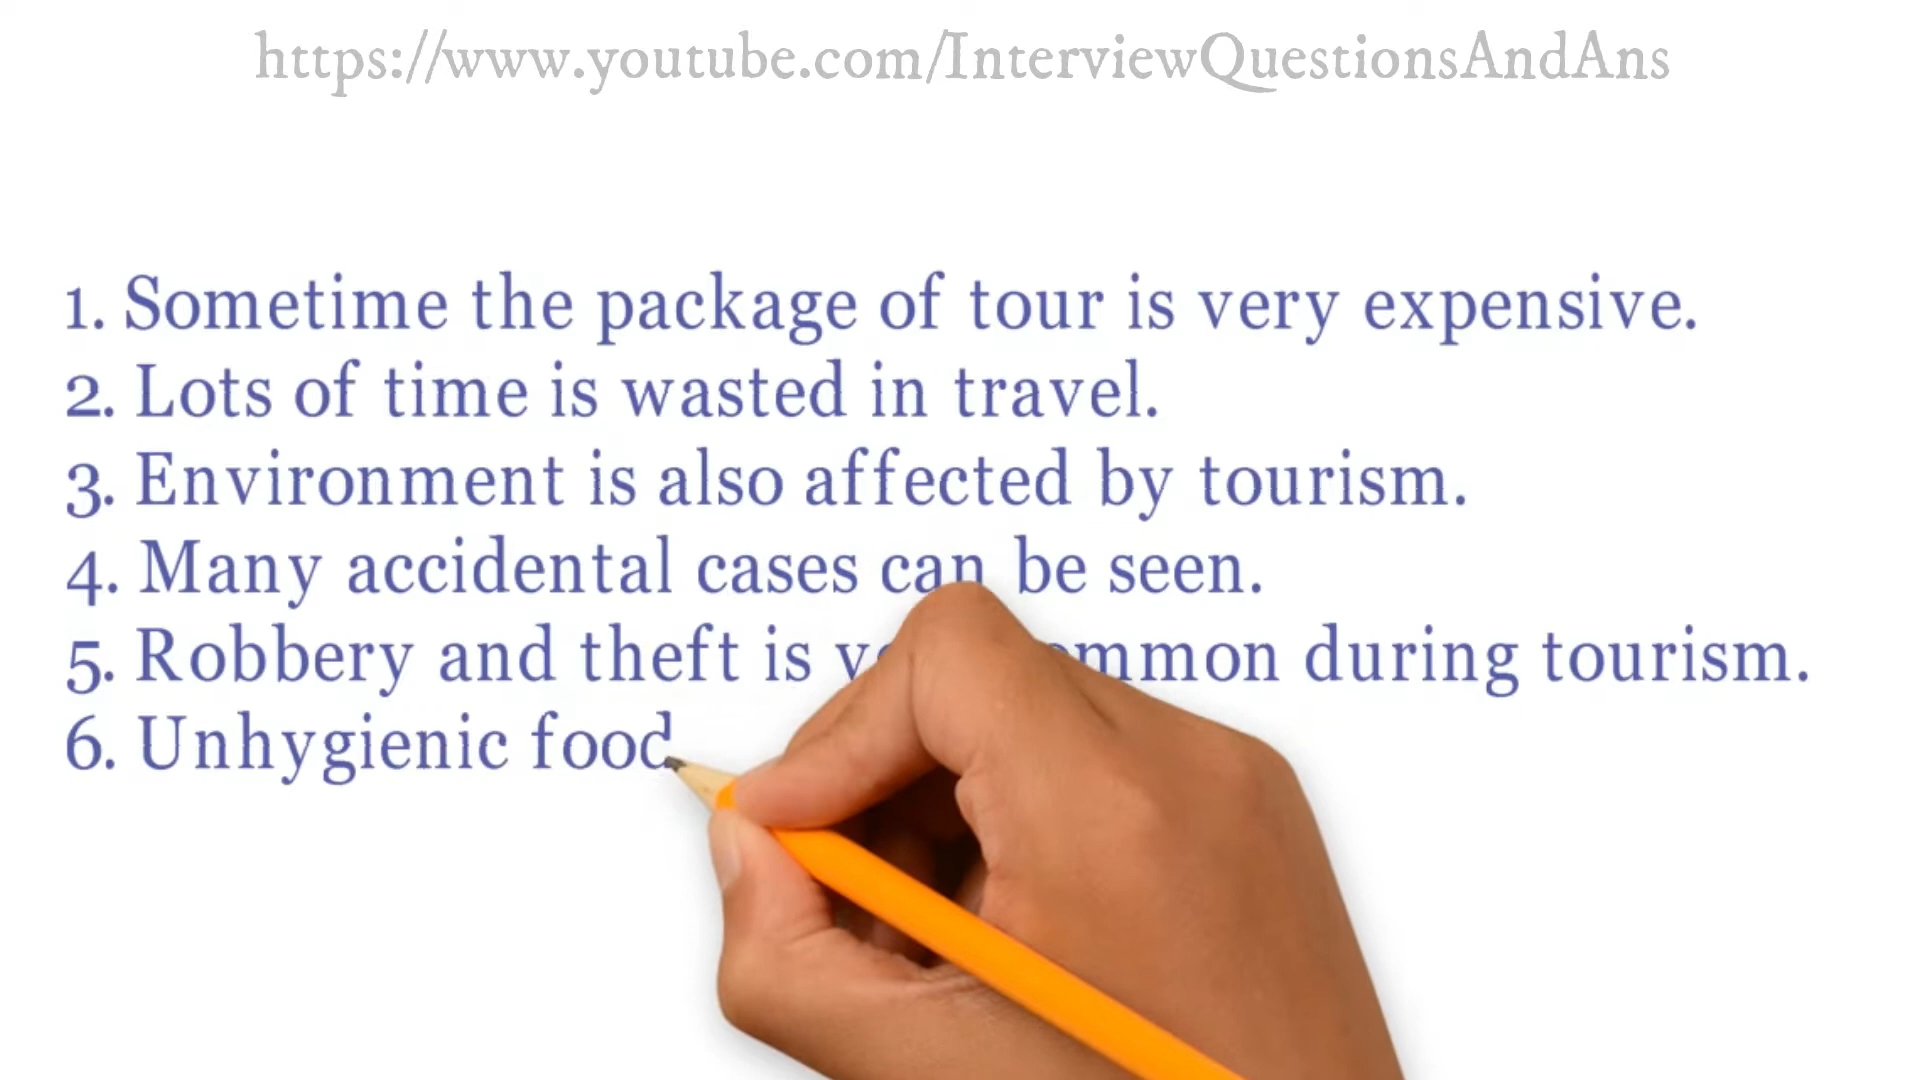 https://www.youtube.com/InterviewQuestionsAndAns
1. Sometime the package of tour is very expensive.
2. Lots of time is wasted in travel.
3. Environment is also affected by tourism.
4. Many accidental cases can be seen.
5. Robbery and theft is during tourism.
6. Unhygienic food